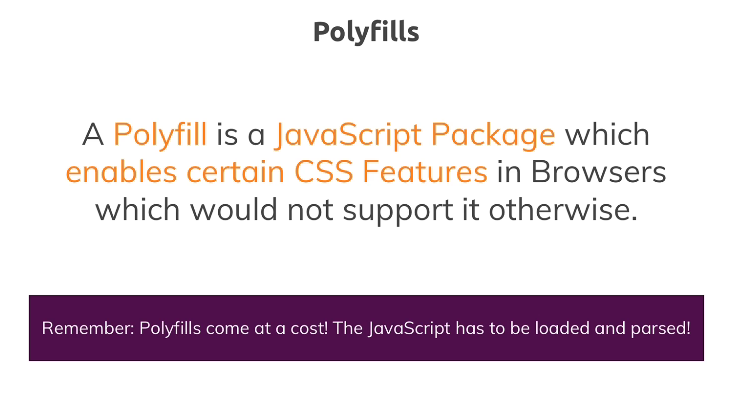 Polyfills
A Polyfill is a JavaScript Package which
enables certain CSS Features in Browsers
which would not support it otherwise.
Remember: Polyfills come at a cost! The JavaScript has to be loaded and parsed!